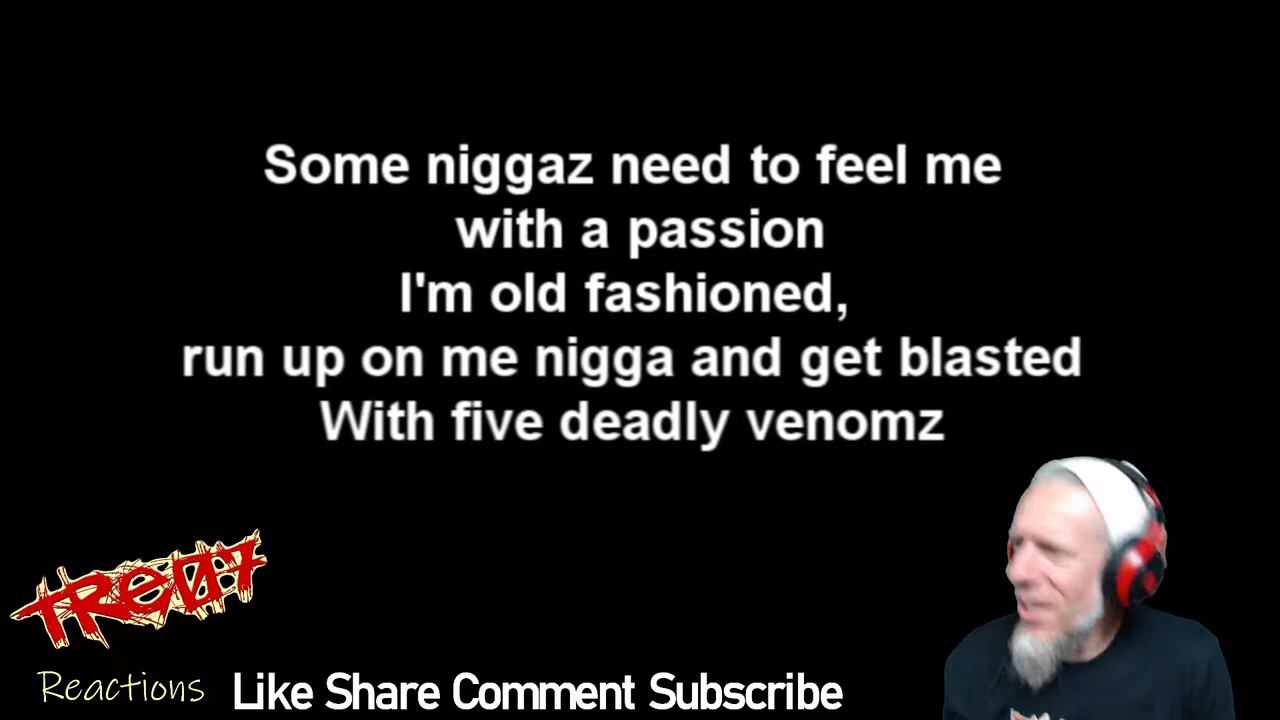 Some niggaz need to feel me
with a passion
I'm old fashioned,
run up on me nigga and get blasted
With five deadly venomz
TRE07
Reactions
Like Share Comment Subscribe